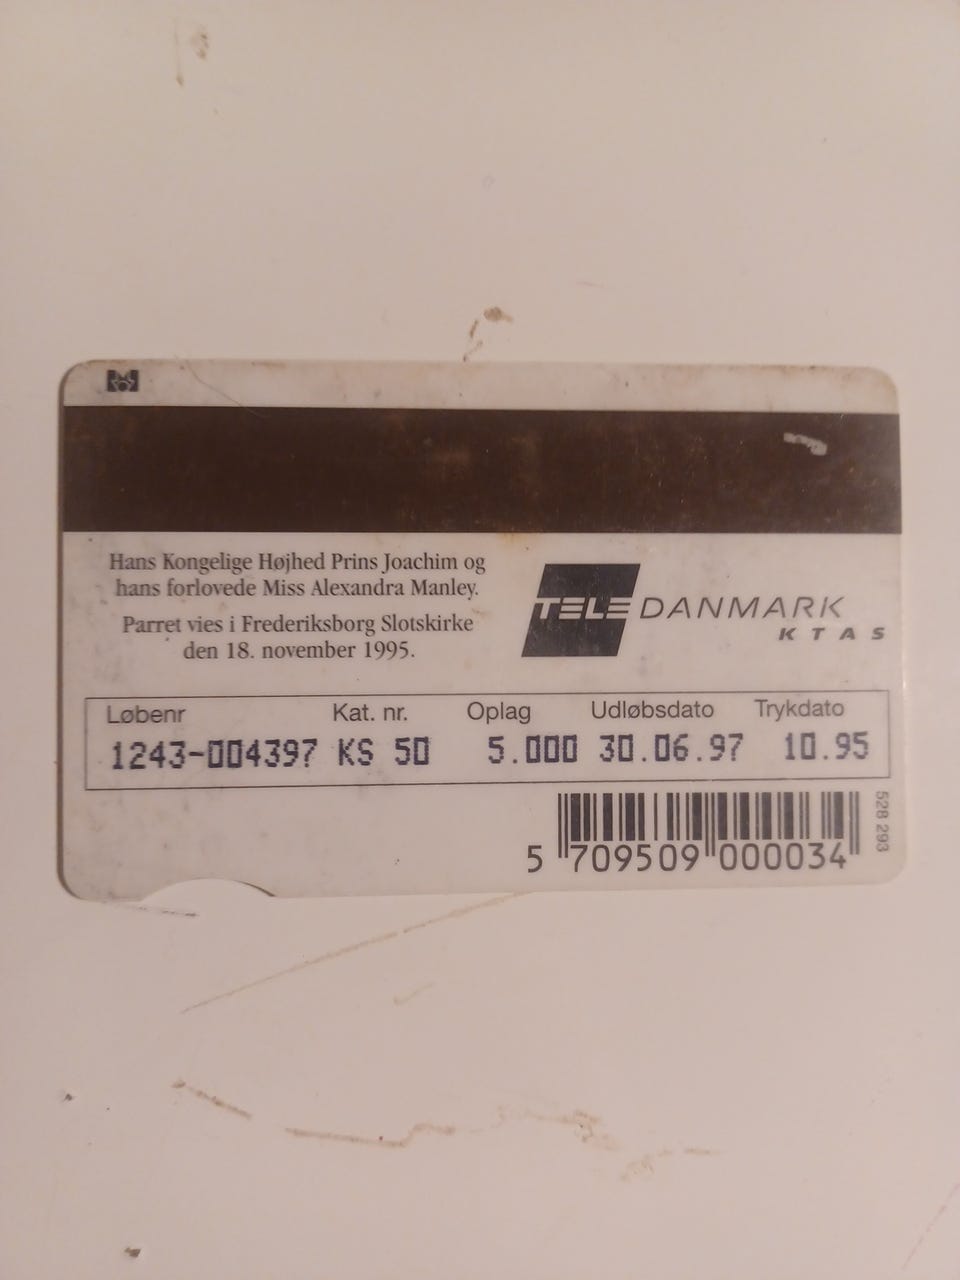 Hans Kongelige Højhed Prins Joachim og
hans forlovede Miss Alexandra Manley.
Parret vies i Frederiksborg Slotskirke
den 18. november 1995.
TELE DANMARK
KTAS
Løbenr Kat. nr. Oplag Udløbsdato Trykdato
1243-004397 KS 50 5.000 30.06.97 10.95
528 293
5 709509 000034